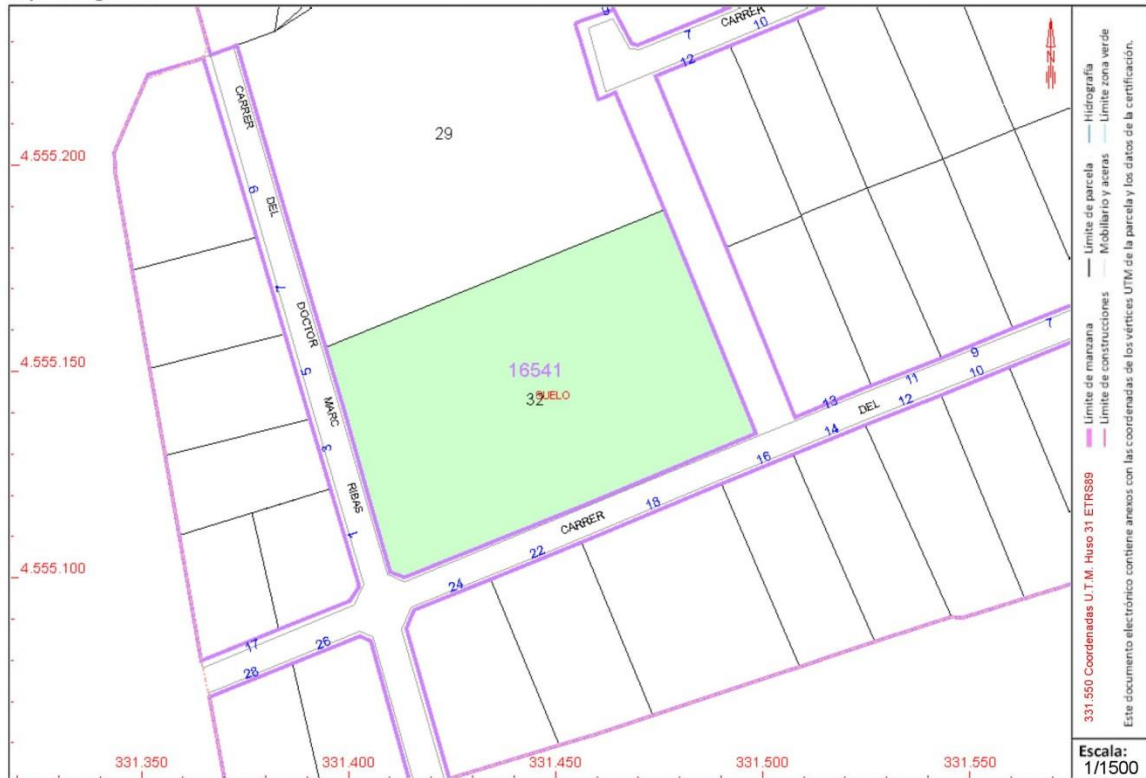 9
CARRER
7
10
12
CARRER
29
4.555.200
9
DEL
7
DOCTOR
4.555.150
5
16541
32
SUELO
MARC
3
RIBAS
1
13
11
9
7
DEL
10
12
14
16
18
CARRER
22
24
4.555.100
17
26
28
331.350
331.400
331.450
331.500
331.550
N
331.550 Coordenadas U.T.M. Huso 31 ETRS89
Límite de manzana
Límite de parcela
Hidrografía
Límite de construcciones
Mobiliario y aceras
Límite zona verde
Este documento electrónico contiene anexos con las coordenadas de los vértices UTM de la parcela y los datos de la certificación.
Escala:
1/1500